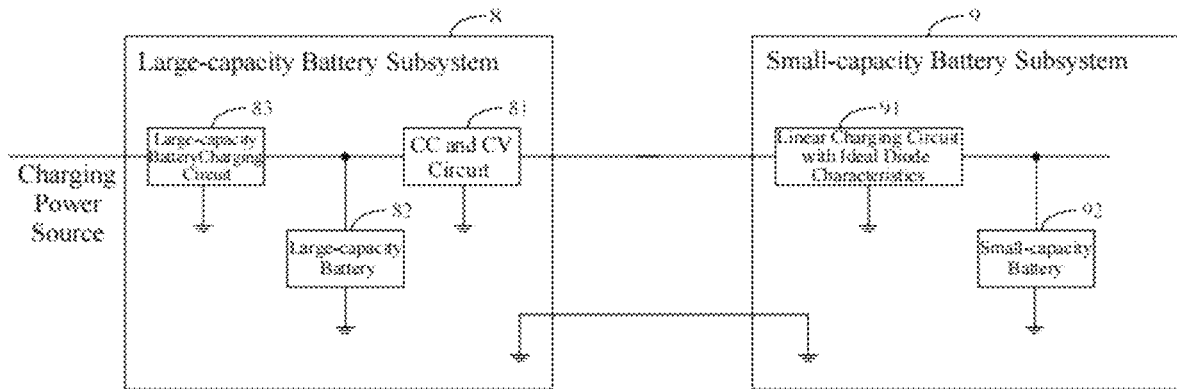 8
9
Large-capacity Battery Subsystem
Small-capacity Battery Subsystem
83
81
91
Large-capacity
BatteryCharging
Circuit
CC and CV
Circuit
Linear Charging Circuit
with Ideal Diode
Characteristics
Charging
Power
Source
82
92
Large-capacity
Battery
Small-capacity
Battery